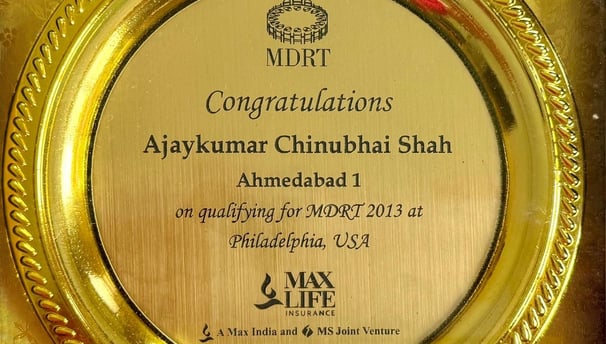 MDRT
Congratulations
Ajaykumar Chinubhai Shah
Ahmedabad 1
on qualifying for MDRT 2013 at
Philadelphia, USA
MAX
LIFE
INSURANCE
A Max India and MS Joint Venture